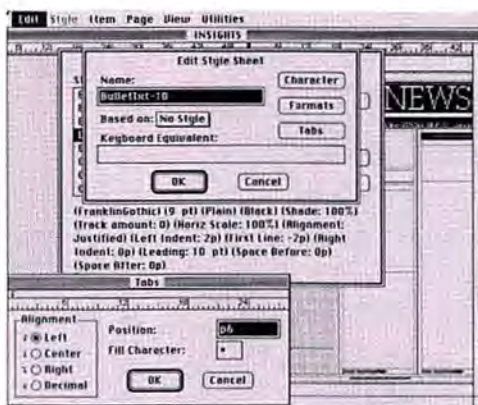 Edit Style Item Page View Utilities
INSIGHTS
Edit Style Sheet
Name:
BulletTxt-10
Based on: No Style
Keyboard Equivalent:
Character
Formats
Tabs
OK Cancel
NEWS
(FranklinGothic) (9 pt) (Plain) (Black) (Shade: 100%)
(Track amount: 0) (Horiz Scale: 100%) (Alignment:
Justified) (Left Indent: 2p) (First Line: -2p) (Right
Indent: 0p) (Leading: 10 pt) (Space Before: 0p)
(Space After: 0p)
Tabs
Alignment
Left
Center
Right
Decimal
Position: p6
Fill Character:
OK Cancel